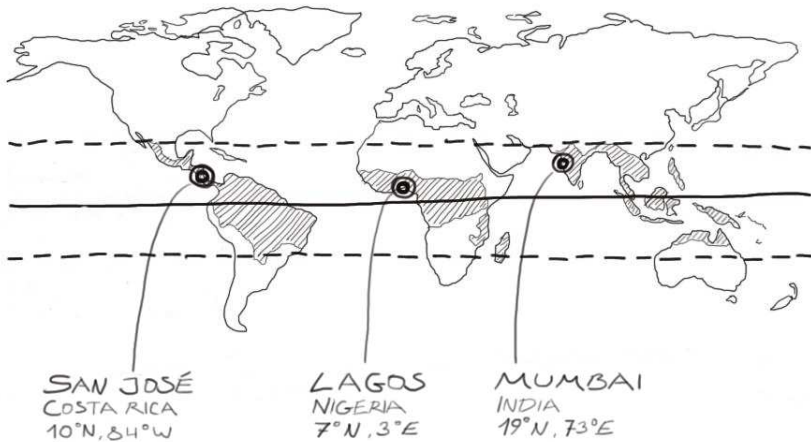 SAN JOSÉ
COSTA RICA
10°N, 84°W
LAGOS
NIGERIA
7°N, 3°E
MUMBAI
INDIA
19°N, 73°E